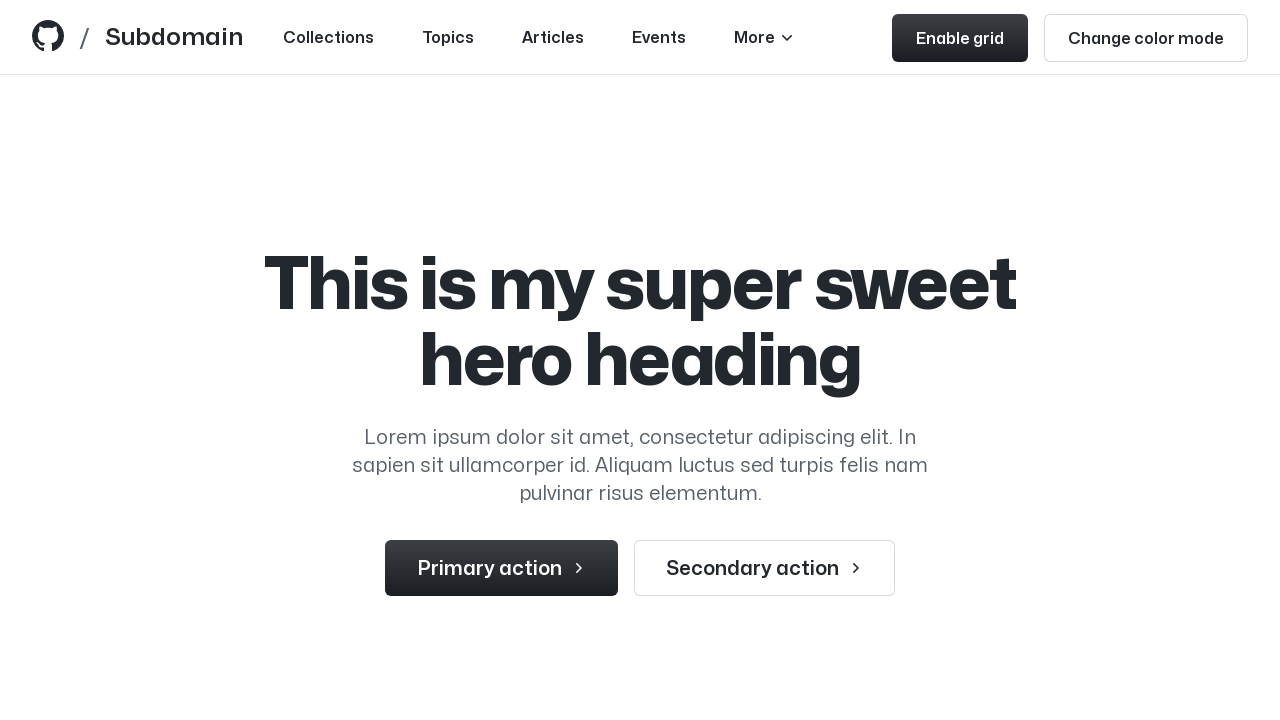 / Subdomain Collections Topics Articles Events More Enable grid Change color mode
This is my super sweet
hero heading
Lorem ipsum dolor sit amet, consectetur adipiscing elit. In
sapien sit ullamcorper id. Aliquam luctus sed turpis felis nam
pulvinar risus elementum.
Primary action Secondary action